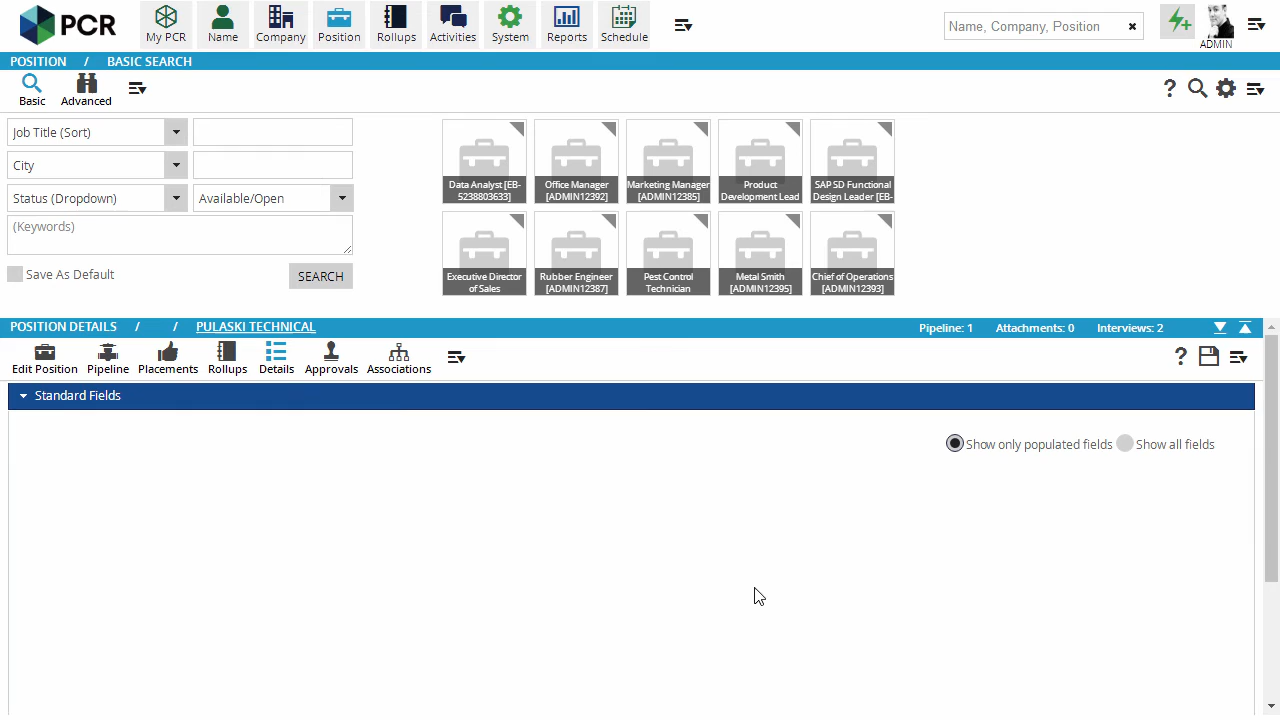 PCR
My PCR
Name
Company
Position
Rollups
Activities
System
Reports
Schedule
Name, Company, Position
ADMIN
POSITION / BASIC SEARCH
Basic
Advanced
?
Job Title (Sort)
City
Status (Dropdown)
Available/Open
(Keywords)
Save As Default
SEARCH
Data Analyst [EB-
5238803633]
Office Manager
[ADMIN12392]
Marketing Manager
[ADMIN12385]
Product
Development Lead
SAP SD Functional
Design Leader [EB-
Executive Director
of Sales
Rubber Engineer
[ADMIN12387]
Pest Control
Technician
Metal Smith
[ADMIN12395]
Chief of Operations
[ADMIN12393]
POSITION DETAILS / / PULASKI TECHNICAL
Pipeline: 1
Attachments: 0
Interviews: 2
Edit Position
Pipeline
Placements
Rollups
Details
Approvals
Associations
?
Standard Fields
Show only populated fields
Show all fields